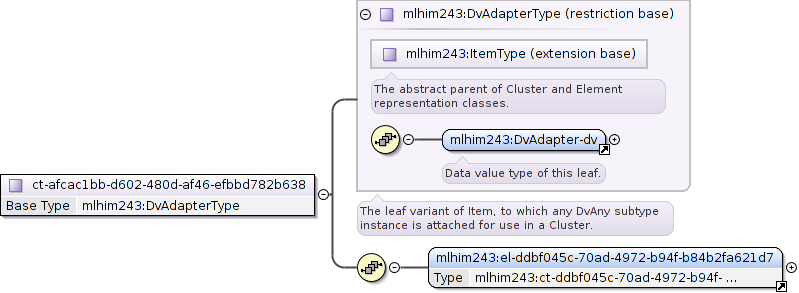 mlhim243:DvAdapterType (restriction base)
mlhim243:ItemType (extension base)
The abstract parent of Cluster and Element
representation classes.
mlhim243:DvAdapter-dv
Data value type of this leaf.
ct-afcac1bb-d602-480d-af46-efbbd782b638
Base Type mlhim243:DvAdapterType
The leaf variant of Item, to which any DvAny subtype
instance is attached for use in a Cluster.
mlhim243:el-ddbf045c-70ad-4972-b94f-b84b2fa621d7
Type mlhim243:ct-ddbf045c-70ad-4972-b94f- ...